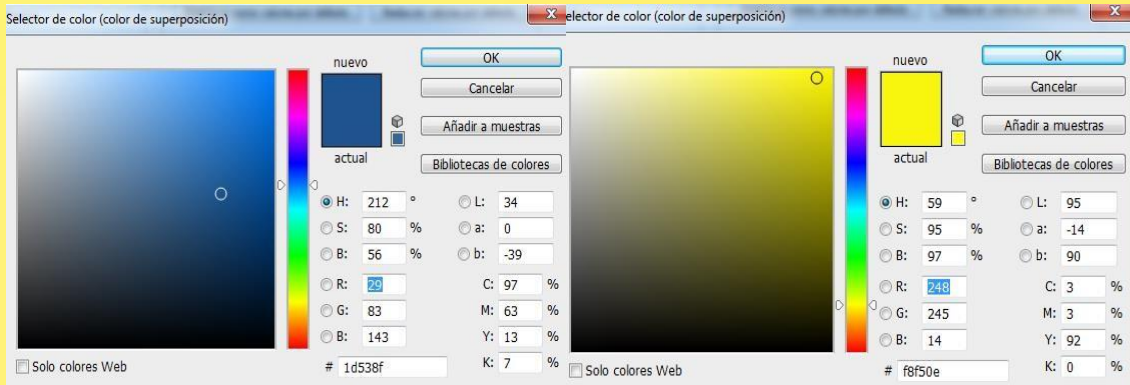 Selector de color (color de superposición)
nuevo
actual
OK
Cancelar
Añadir a muestras
Bibliotecas de colores
H: 212 °
S: 80 %
B: 56 %
R: 29
G: 83
B: 143
# 1d538f
L: 34
a: 0
b: -39
C: 97 %
M: 63 %
Y: 13 %
K: 7 %
Solo colores Web
elector de color (color de superposición)
nuevo
actual
OK
Cancelar
Añadir a muestras
Bibliotecas de colores
H: 59 °
S: 95 %
B: 97 %
R: 248
G: 245
B: 14
# f8f50e
L: 95
a: -14
b: 90
C: 3 %
M: 3 %
Y: 92 %
K: 0 %
Solo colores Web